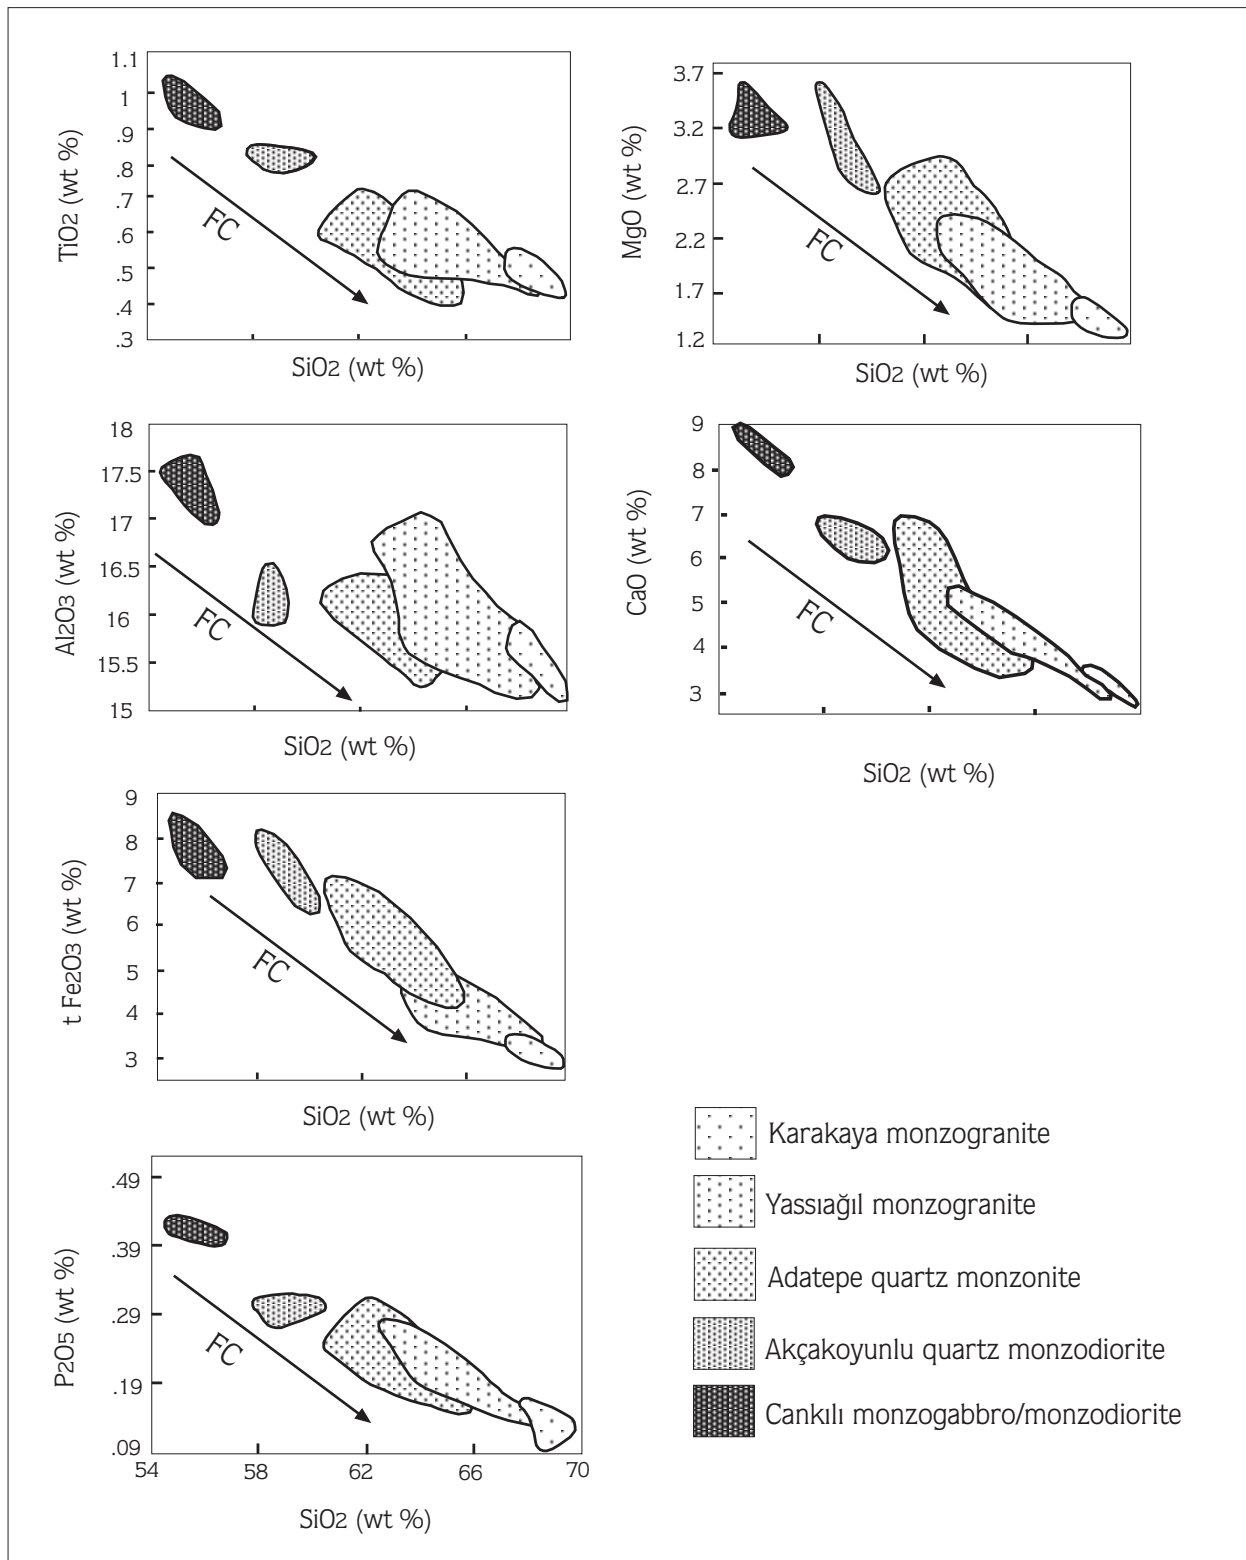 1.1
1
.9
.8
.7
.6
.5
.4
.3
TiO2 (wt %)
FC
SiO2 (wt %)
3.7
3.2
2.7
2.2
1.7
1.2
MgO (wt %)
FC
SiO2 (wt %)
18
17.5
17
16.5
16
15.5
15
Al2O3 (wt %)
FC
SiO2 (wt %)
9
8
7
6
5
4
3
CaO (wt %)
FC
SiO2 (wt %)
9
8
7
6
5
4
3
t Fe2O3 (wt %)
FC
SiO2 (wt %)
.49
.39
.29
.19
.09
P2O5 (wt %)
FC
54 58 62 66 70
SiO2 (wt %)
Karakaya monzogranite
Yassıağıl monzogranite
Adatepe quartz monzonite
Akçakoyunlu quartz monzodiorite
Cankılı monzogabbro/monzodiorite